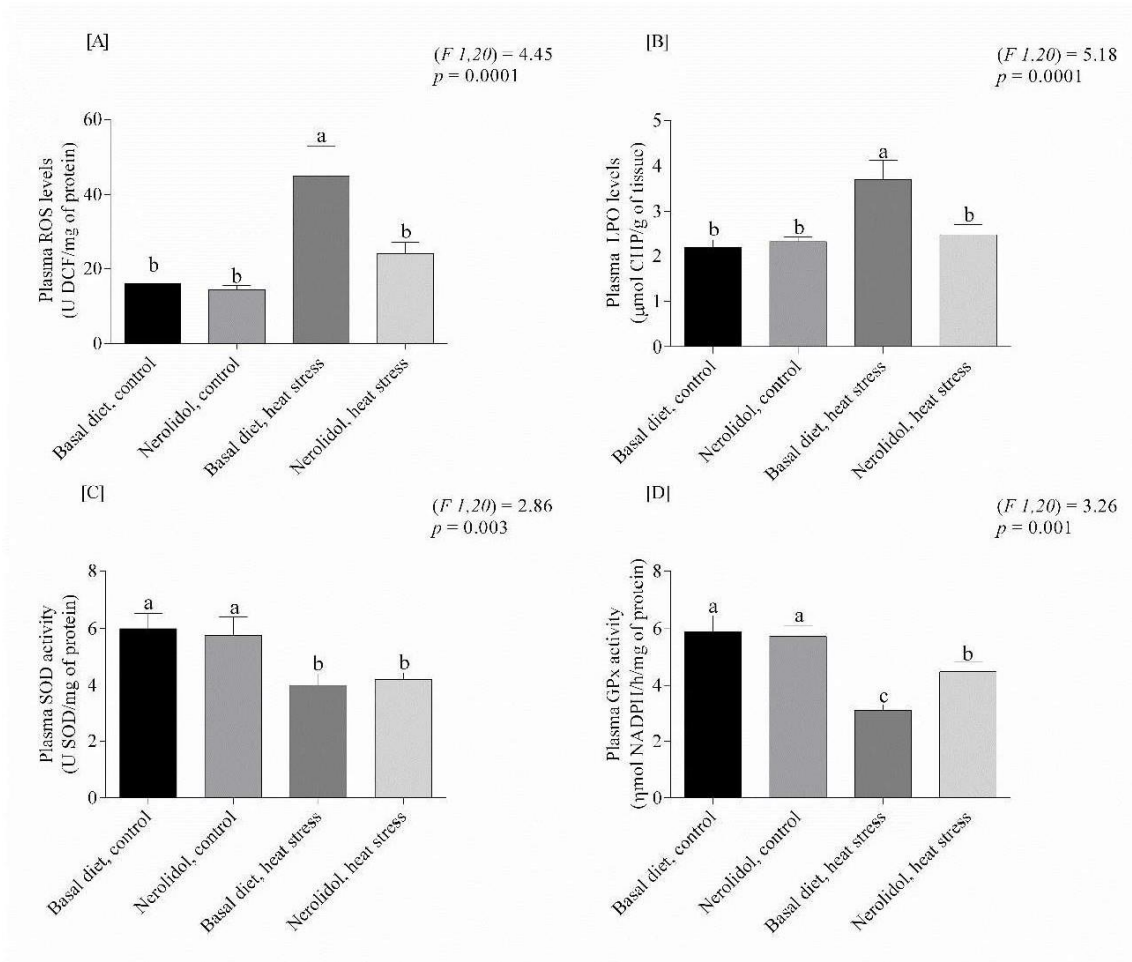 [A]
(F 1,20) = 4.45
p = 0.0001
Plasma ROS levels
(U DCF/mg of protein)
60
40
20
0
b
b
a
b
Basal diet, control
Nerolidol, control
Basal diet, heat stress
Nerolidol, heat stress
[B]
(F 1,20) = 5.18
p = 0.0001
Plasma LPO levels
(μmol CHP/g of tissue)
5
4
3
2
1
0
b
b
a
b
Basal diet, control
Nerolidol, control
Basal diet, heat stress
Nerolidol, heat stress
[C]
(F 1,20) = 2.86
p = 0.003
Plasma SOD activity
(U SOD/mg of protein)
8
6
4
2
0
a
a
b
b
Basal diet, control
Nerolidol, control
Basal diet, heat stress
Nerolidol, heat stress
[D]
(F 1,20) = 3.26
p = 0.001
Plasma GPx activity
(ηmol NADPH/h/mg of protein)
8
6
4
2
0
a
a
c
b
Basal diet, control
Nerolidol, control
Basal diet, heat stress
Nerolidol, heat stress